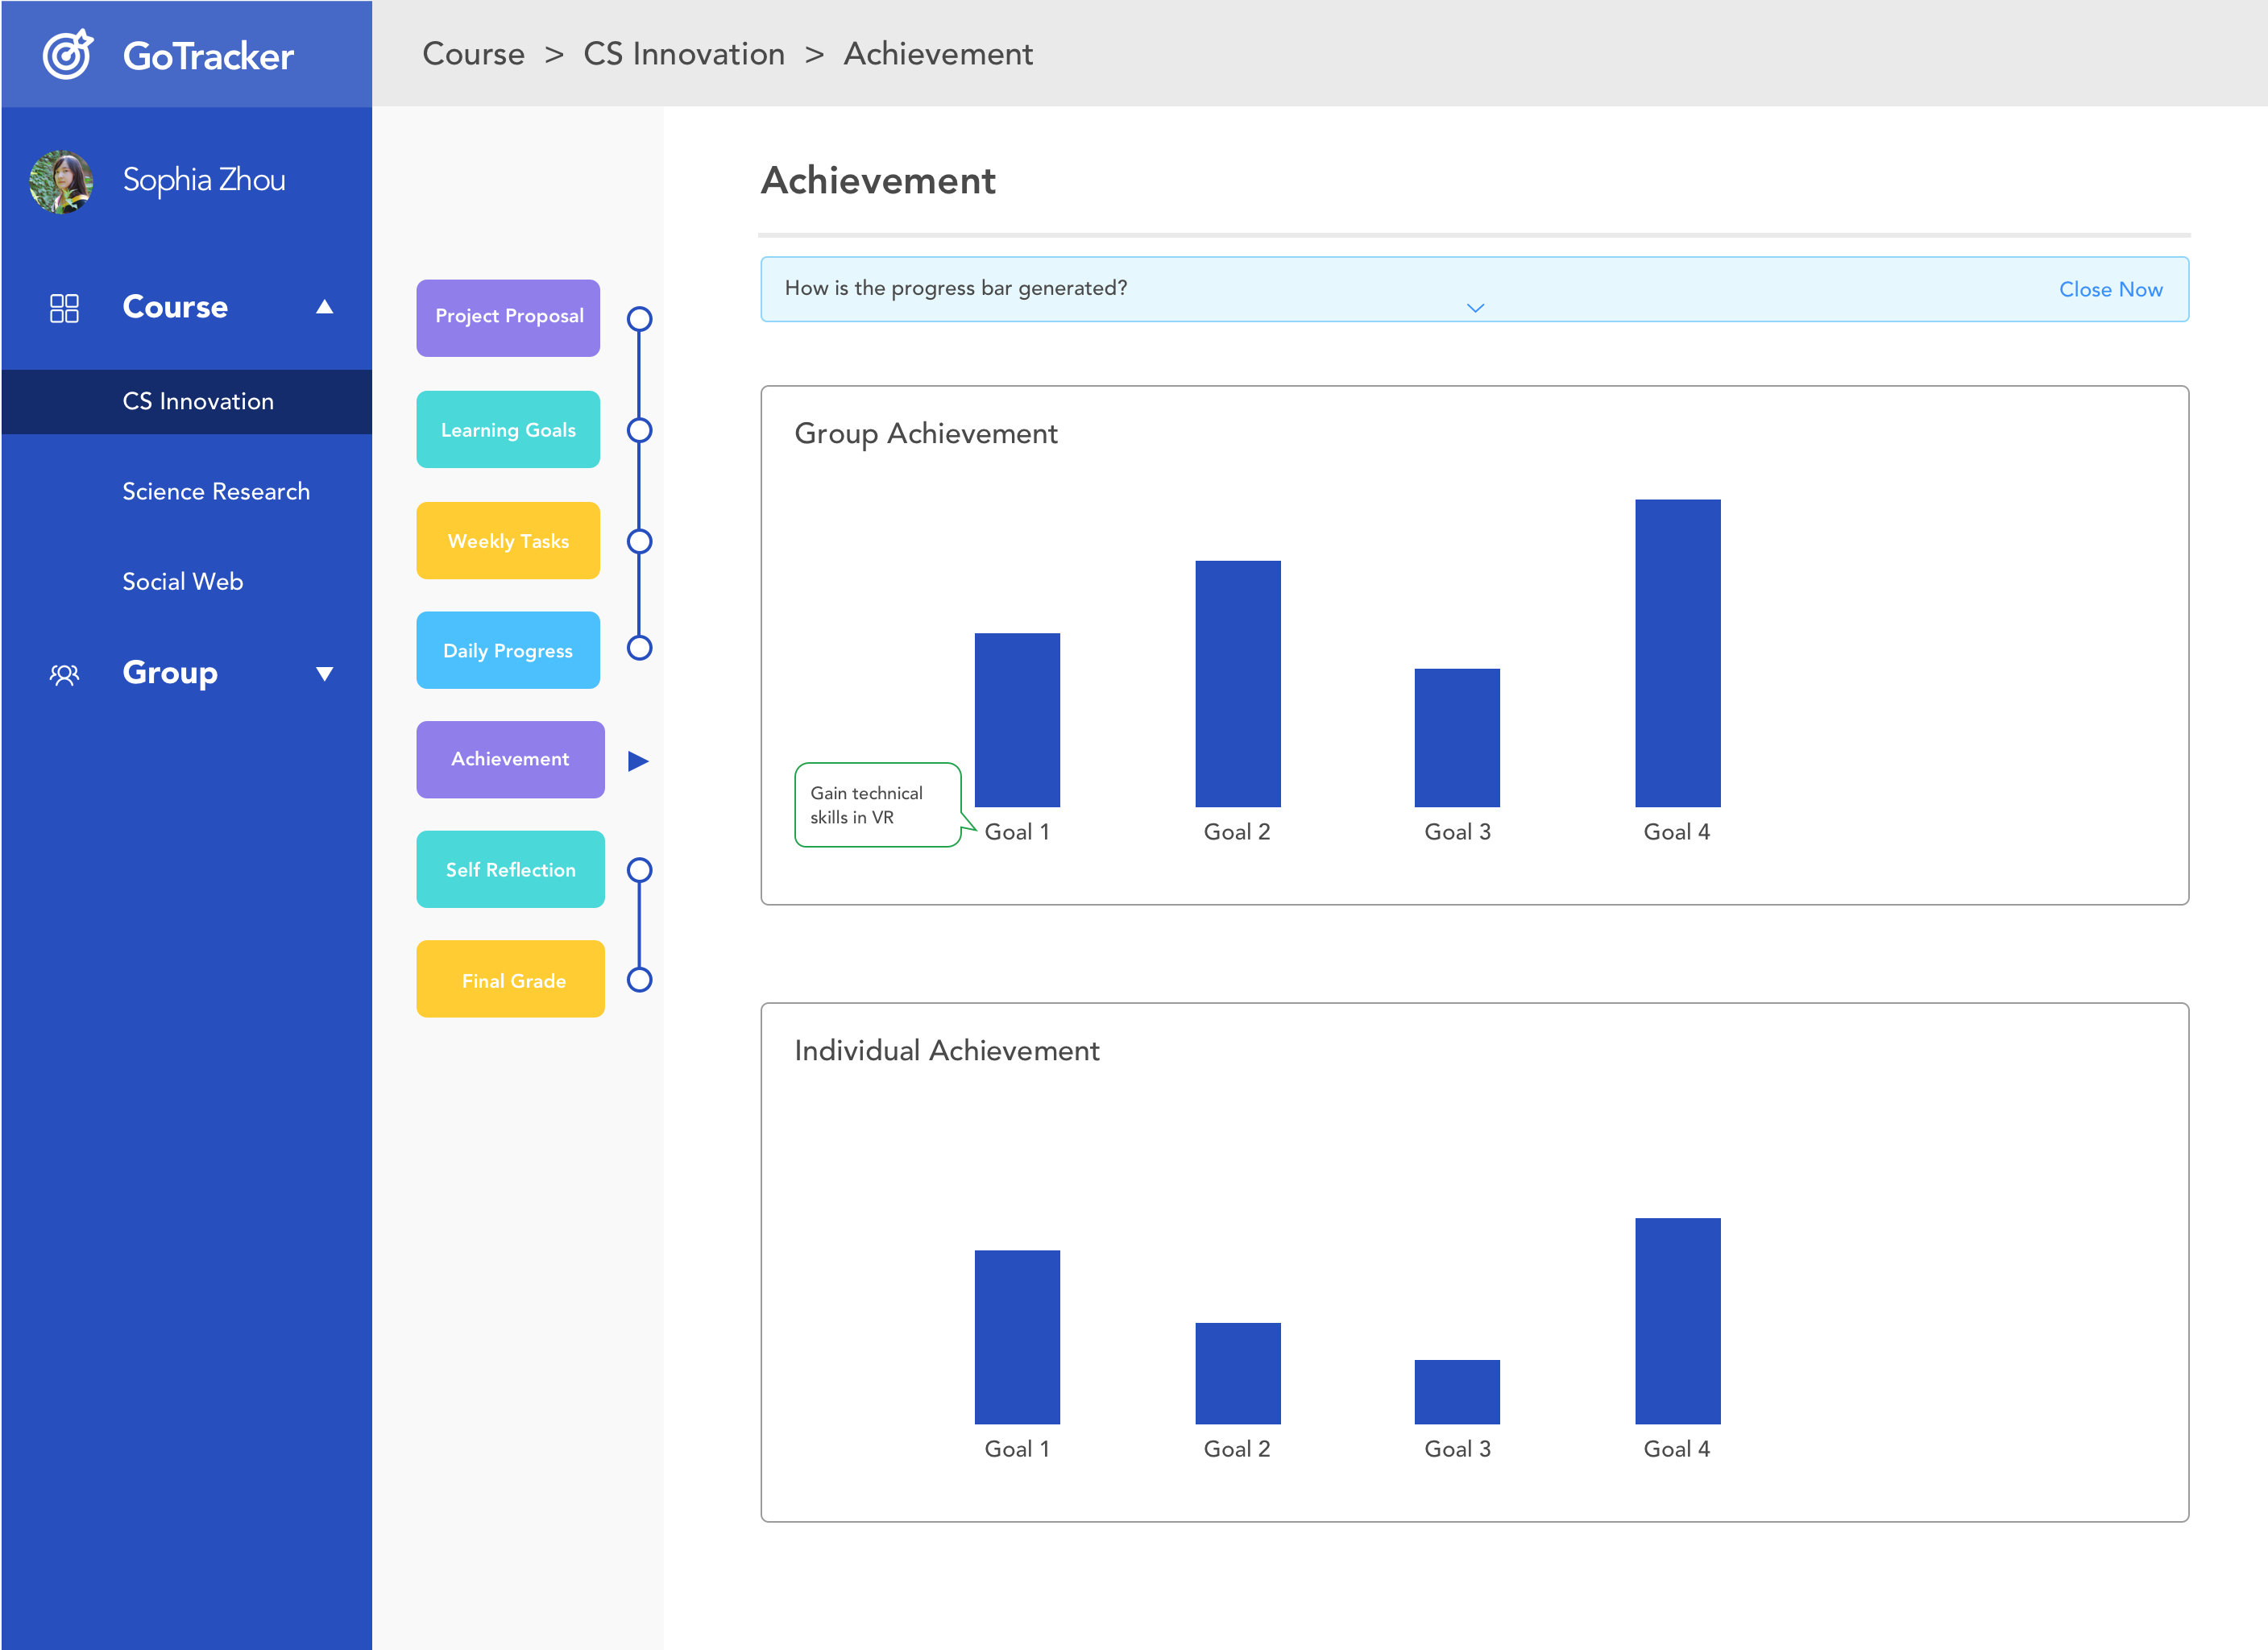 GoTracker
Course > CS Innovation > Achievement
Sophia Zhou
Course
CS Innovation
Science Research
Social Web
Group
Project Proposal
Learning Goals
Weekly Tasks
Daily Progress
Achievement
Self Reflection
Final Grade
Achievement
How is the progress bar generated?
Close Now
Group Achievement
Gain technical
skills in VR
Goal 1 Goal 2 Goal 3 Goal 4
Individual Achievement
Goal 1 Goal 2 Goal 3 Goal 4